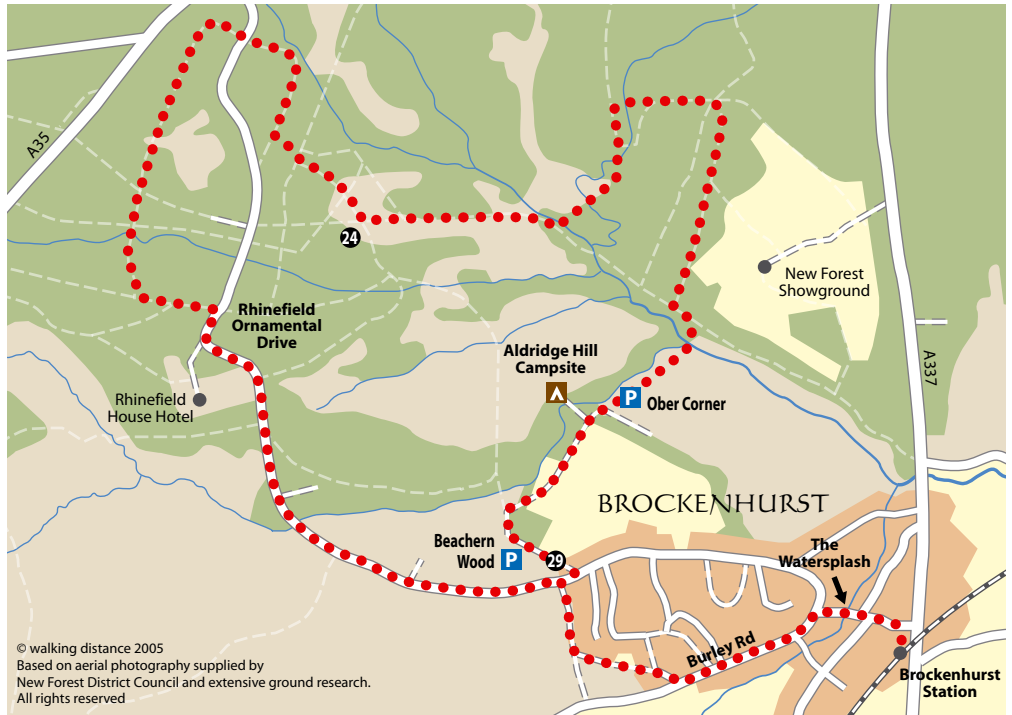 A35
24
New Forest
Showground
Rhinefield
Ornamental
Drive
Aldridge Hill
Campsite
A337
Rhinefield
House Hotel
P
Ober Corner
BROCKENHURST
Beachern
Wood
P
29
The
Watersplash
Burley Rd
Brockenhurst
Station
© walking distance 2005
Based on aerial photography supplied by
New Forest District Council and extensive ground research.
All rights reserved